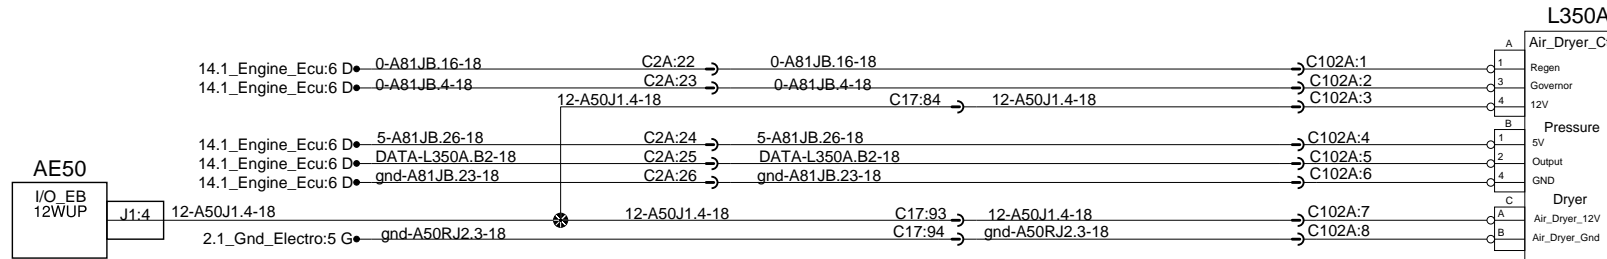 L350A
A Air_Dryer_C
14.1_Engine_Ecu:6 D 0-A81JB.16-18 C2A:22 0-A81JB.16-18 C102A:1 1 Regen
14.1_Engine_Ecu:6 D 0-A81JB.4-18 C2A:23 0-A81JB.4-18 C102A:2 3 Governor
12-A50J1.4-18 C17:84 12-A50J1.4-18 C102A:3 4 12V
B Pressure
14.1_Engine_Ecu:6 D 5-A81JB.26-18 C2A:24 5-A81JB.26-18 C102A:4 1 5V
14.1_Engine_Ecu:6 D DATA-L350A.B2-18 C2A:25 DATA-L350A.B2-18 C102A:5 2 Output
AE50
14.1_Engine_Ecu:6 D gnd-A81JB.23-18 C2A:26 gnd-A81JB.23-18 C102A:6 4 GND
I/O_EB
12WUP
C Dryer
J1:4 12-A50J1.4-18 12-A50J1.4-18 C17:93 12-A50J1.4-18 C102A:7 A Air_Dryer_12V
2.1_Gnd_Electro:5 G gnd-A50RJ2.3-18 C17:94 gnd-A50RJ2.3-18 C102A:8 B Air_Dryer_Gnd